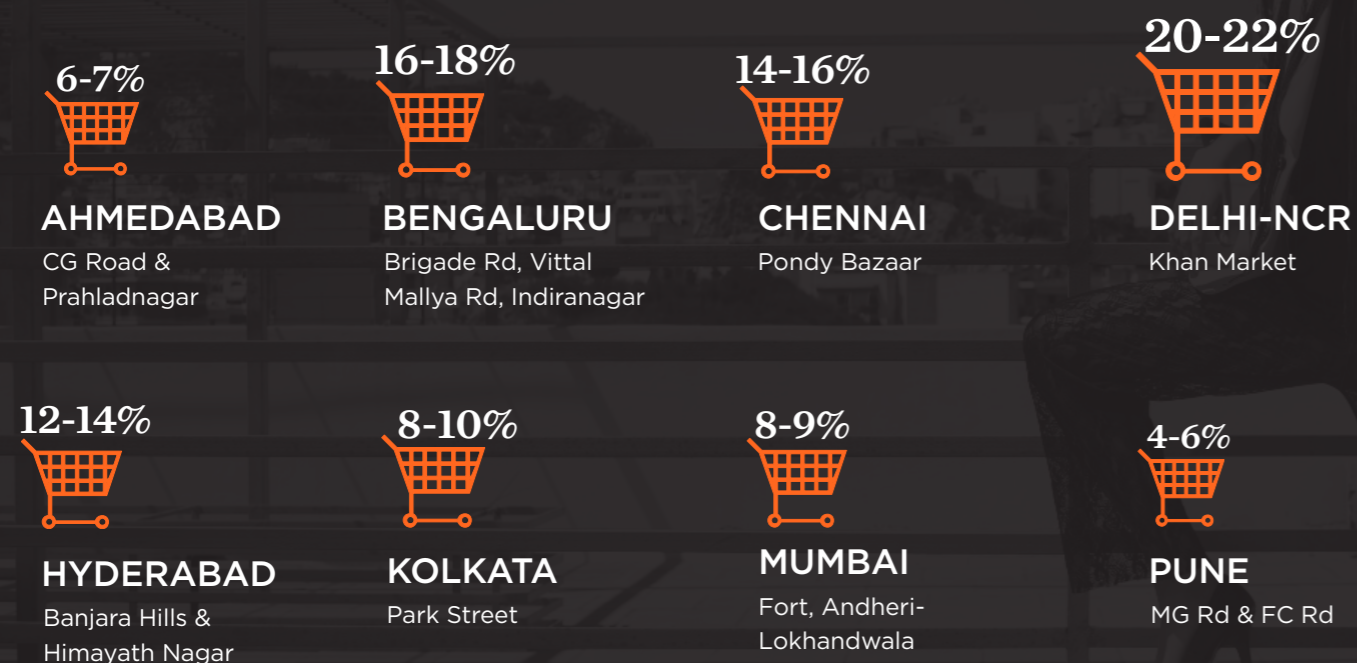 6-7%
16-18%
14-16%
20-22%
AHMEDABAD
CG Road &
Prahladnagar
BENGALURU
Brigade Rd, Vittal
Mallya Rd, Indiranagar
CHENNAI
Pondy Bazaar
DELHI-NCR
Khan Market
12-14%
8-10%
8-9%
4-6%
HYDERABAD
Banjara Hills &
Himayath Nagar
KOLKATA
Park Street
MUMBAI
Fort, Andheri-
Lokhandwala
PUNE
MG Rd & FC Rd